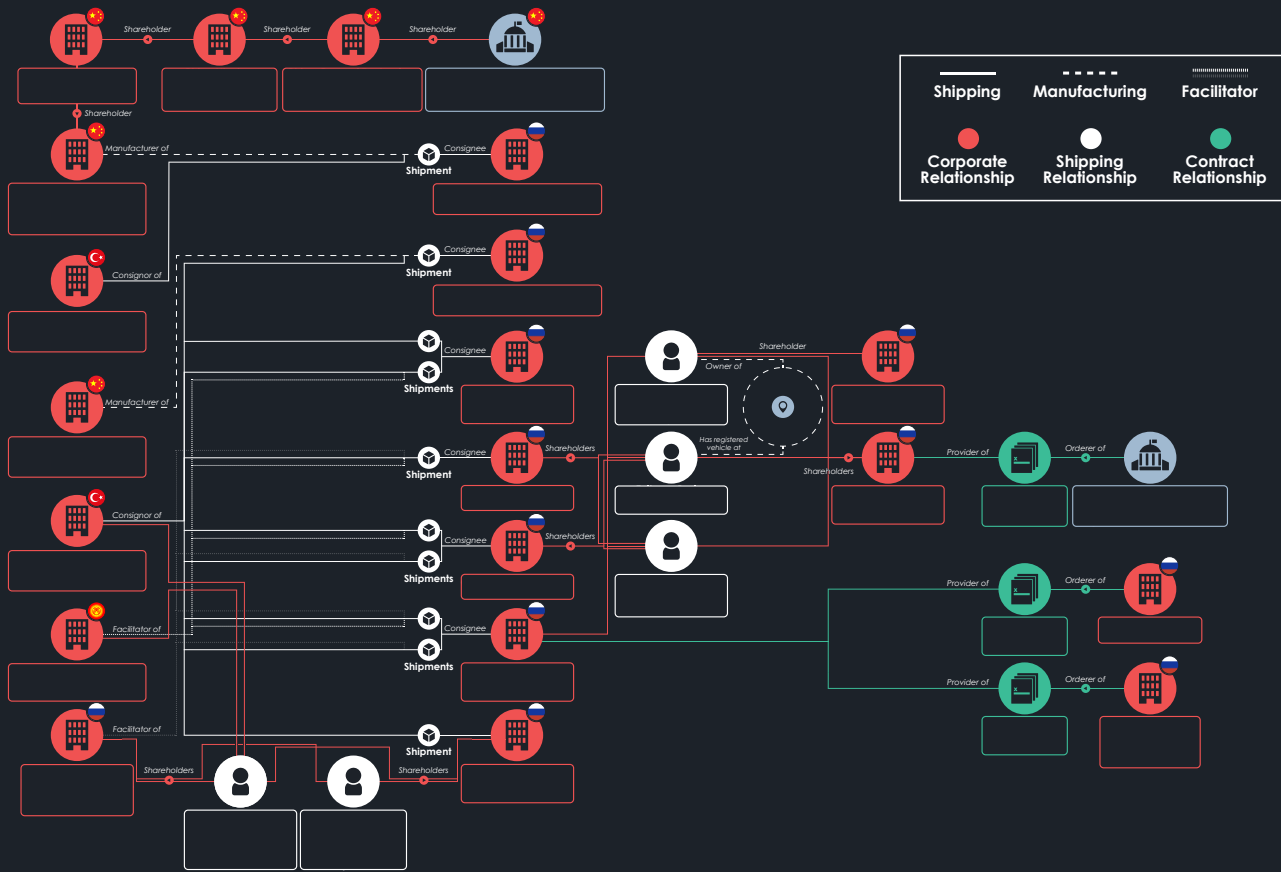 Shareholder
Shareholder
Shareholder
Shipping
Manufacturing
Facilitator
Corporate
Relationship
Shipping
Relationship
Contract
Relationship
Shareholder
Manufacturer of
Consignee
Shipment
Consignor of
Consignee
Shipment
Consignee
Shipments
Shareholder
Owner of
Manufacturer of
Has registered
vehicle at
Consignee
Shipment
Shareholders
Shareholders
Provider of
Orderer of
Consignor of
Consignee
Shipments
Shareholders
Provider of
Orderer of
Facilitator of
Consignee
Shipments
Provider of
Orderer of
Facilitator of
Shipment
Shareholders
Shareholders